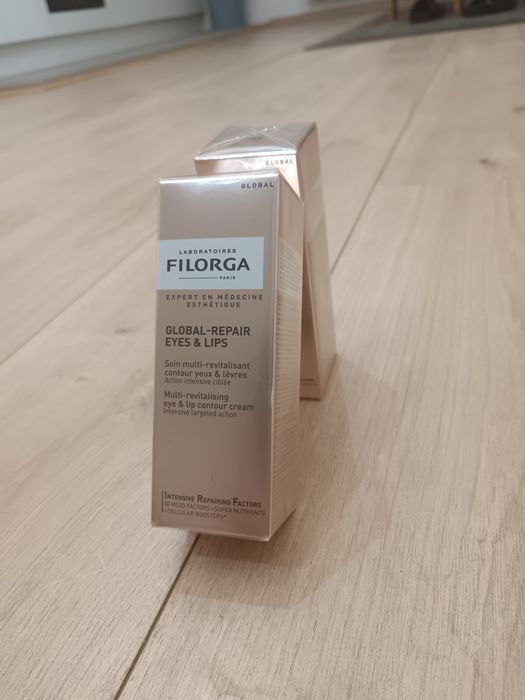 GLOBAL
GLOBAL
LABORATOIRES
FILORGA
PARIS
EXPERT EN MÉDECINE
ESTHÉTIQUE
GLOBAL-REPAIR
EYES & LIPS
Soin multi-revitalisant
contour yeux & lèvres
Action intensive ciblée
Multi-revitalising
eye & lip contour cream
Intensive targeted action
INTENSIVE REPAIRING FACTORS
50 MESO FACTORS + SUPER NUTRIENTS
+CELLULAR BOOSTERS*